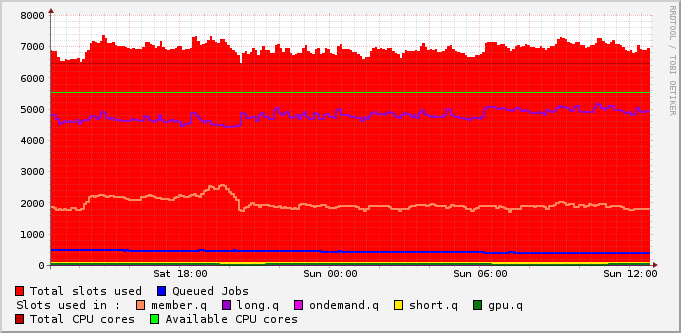 8000
7000
6000
5000
4000
3000
2000
1000
0
Sat 18:00 Sun 00:00 Sun 06:00 Sun 12:00
Total slots used Queued Jobs
Slots used in : member.q long.q ondemand.q short.q gpu.q
Total CPU cores Available CPU cores
RRDTOOL / TOBI OETIKER